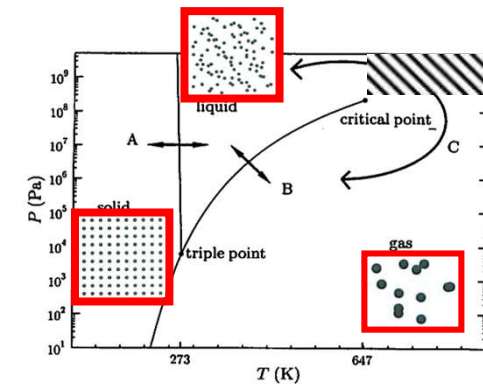 10⁹
10⁸
10⁷
10⁶
10⁵
10⁴
10³
10²
10¹
P (Pa)
liquid
critical point
A
C
B
solid
triple point
gas
273
647
T (K)